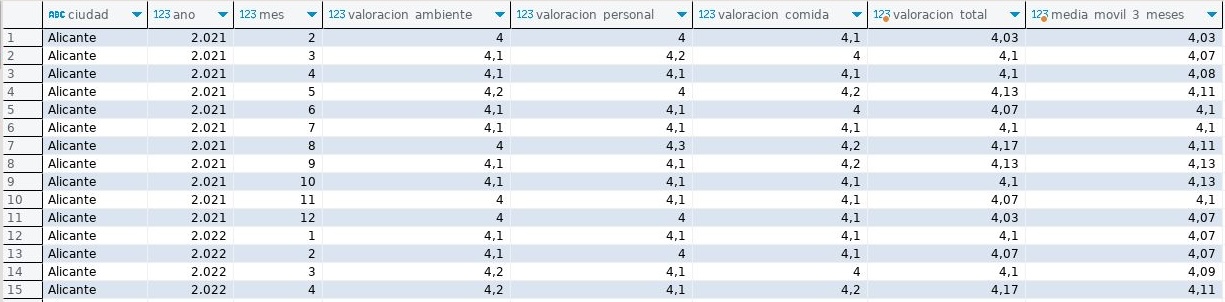 ABC ciudad 123 ano 123 mes 123 valoracion_ambiente 123 valoracion_personal 123 valoracion_comida 123 valoracion_total 123 media_movil_3_meses
1 Alicante 2.021 2 4 4 4,1 4,03 4,03
2 Alicante 2.021 3 4,1 4,2 4 4,1 4,07
3 Alicante 2.021 4 4,1 4,1 4,1 4,1 4,08
4 Alicante 2.021 5 4,2 4 4,2 4,13 4,11
5 Alicante 2.021 6 4,1 4,1 4 4,07 4,1
6 Alicante 2.021 7 4,1 4,1 4,1 4,1 4,1
7 Alicante 2.021 8 4 4,3 4,2 4,17 4,11
8 Alicante 2.021 9 4,1 4,1 4,2 4,13 4,13
9 Alicante 2.021 10 4,1 4,1 4,1 4,1 4,13
10 Alicante 2.021 11 4 4,1 4,1 4,07 4,1
11 Alicante 2.021 12 4 4 4,1 4,03 4,07
12 Alicante 2.022 1 4,1 4,1 4,1 4,1 4,07
13 Alicante 2.022 2 4,1 4 4,1 4,07 4,07
14 Alicante 2.022 3 4,2 4,1 4 4,1 4,09
15 Alicante 2.022 4 4,2 4,1 4,2 4,17 4,11